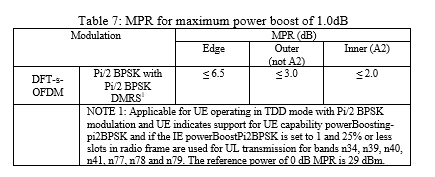 Table 7: MPR for maximum power boost of 1.0dB
Modulation MPR (dB)
Edge Outer (not A2) Inner (A2)
DFT-s-OFDM Pi/2 BPSK with Pi/2 BPSK DMRS1 ≤ 6.5 ≤ 3.0 ≤ 2.0
NOTE 1: Applicable for UE operating in TDD mode with Pi/2 BPSK
modulation and UE indicates support for UE capability powerBoosting-
pi2BPSK and if the IE powerBoostPi2BPSK is set to 1 and 25% or less
slots in radio frame are used for UL transmission for bands n34, n39, n40,
n41, n77, n78 and n79. The reference power of 0 dB MPR is 29 dBm.